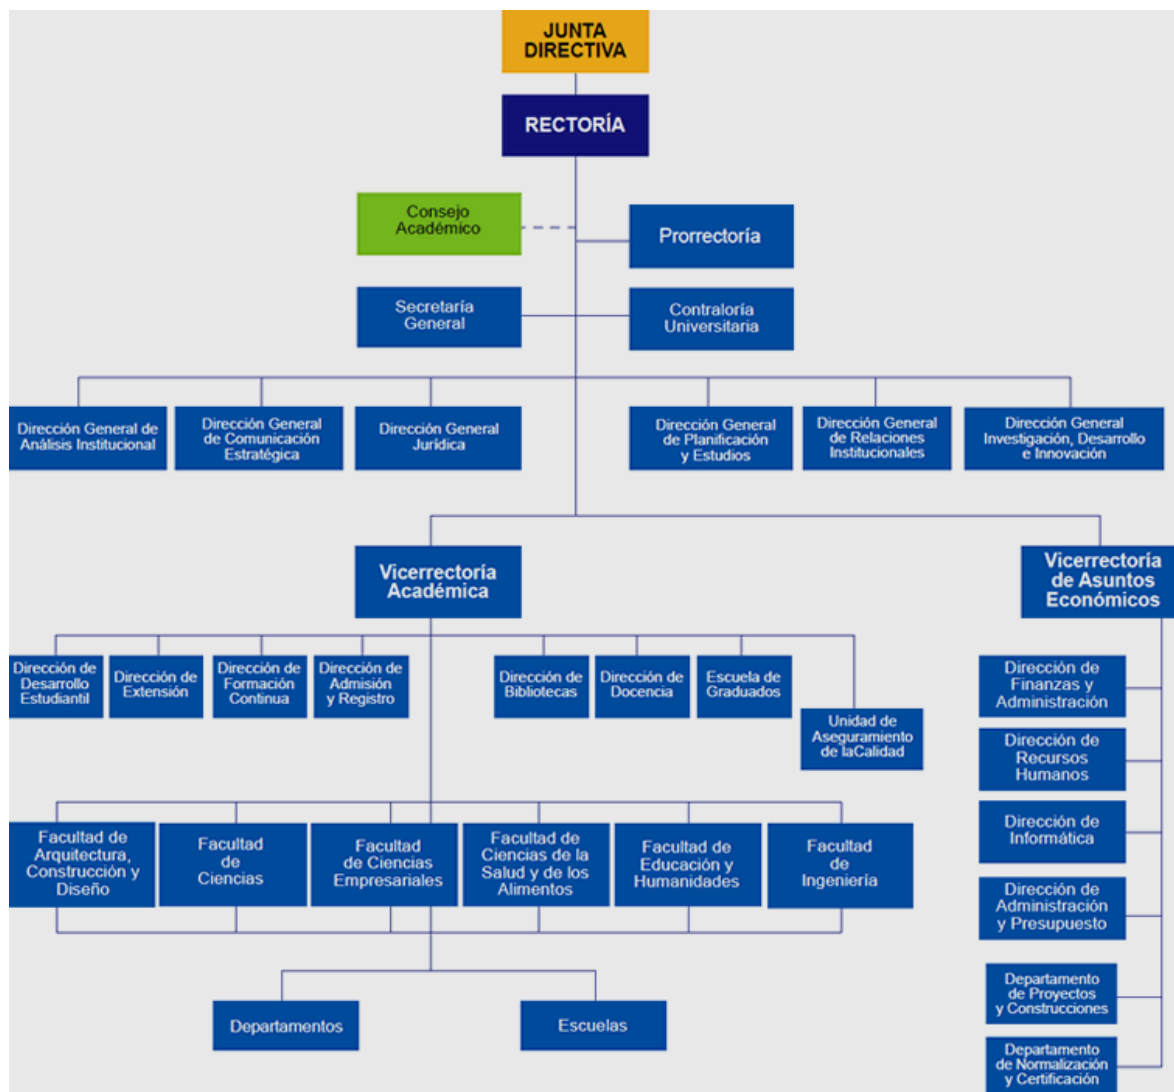 JUNTA
DIRECTIVA
RECTORÍA
Consejo
Académico
Prorrectoría
Secretaría
General
Contraloría
Universitaria
Dirección General de
Análisis Institucional
Dirección General
de Comunicación
Estratégica
Dirección General
Jurídica
Dirección General
de Planificación
y Estudios
Dirección General
de Relaciones
Institucionales
Dirección General
Investigación, Desarrollo
e Innovación
Vicerrectoría
Académica
Vicerrectoría
de Asuntos
Económicos
Dirección de
Desarrollo
Estudiantil
Dirección de
Extensión
Dirección de
Formación
Continua
Dirección de
Admisión
y Registro
Dirección de
Bibliotecas
Dirección de
Docencia
Escuela de
Graduados
Unidad de
Aseguramiento
de laCalidad
Dirección de
Finanzas y
Administración
Dirección de
Recursos
Humanos
Dirección de
Informática
Dirección de
Administración
y Presupuesto
Departamento
de Proyectos
y Construcciones
Departamento
de Normalización
y Certificación
Facultad de
Arquitectura,
Construcción y
Diseño
Facultad
de
Ciencias
Facultad
de Ciencias
Empresariales
Facultad de
Ciencias de la
Salud y de los
Alimentos
Facultad de
Educación y
Humanidades
Facultad
de
Ingeniería
Departamentos
Escuelas